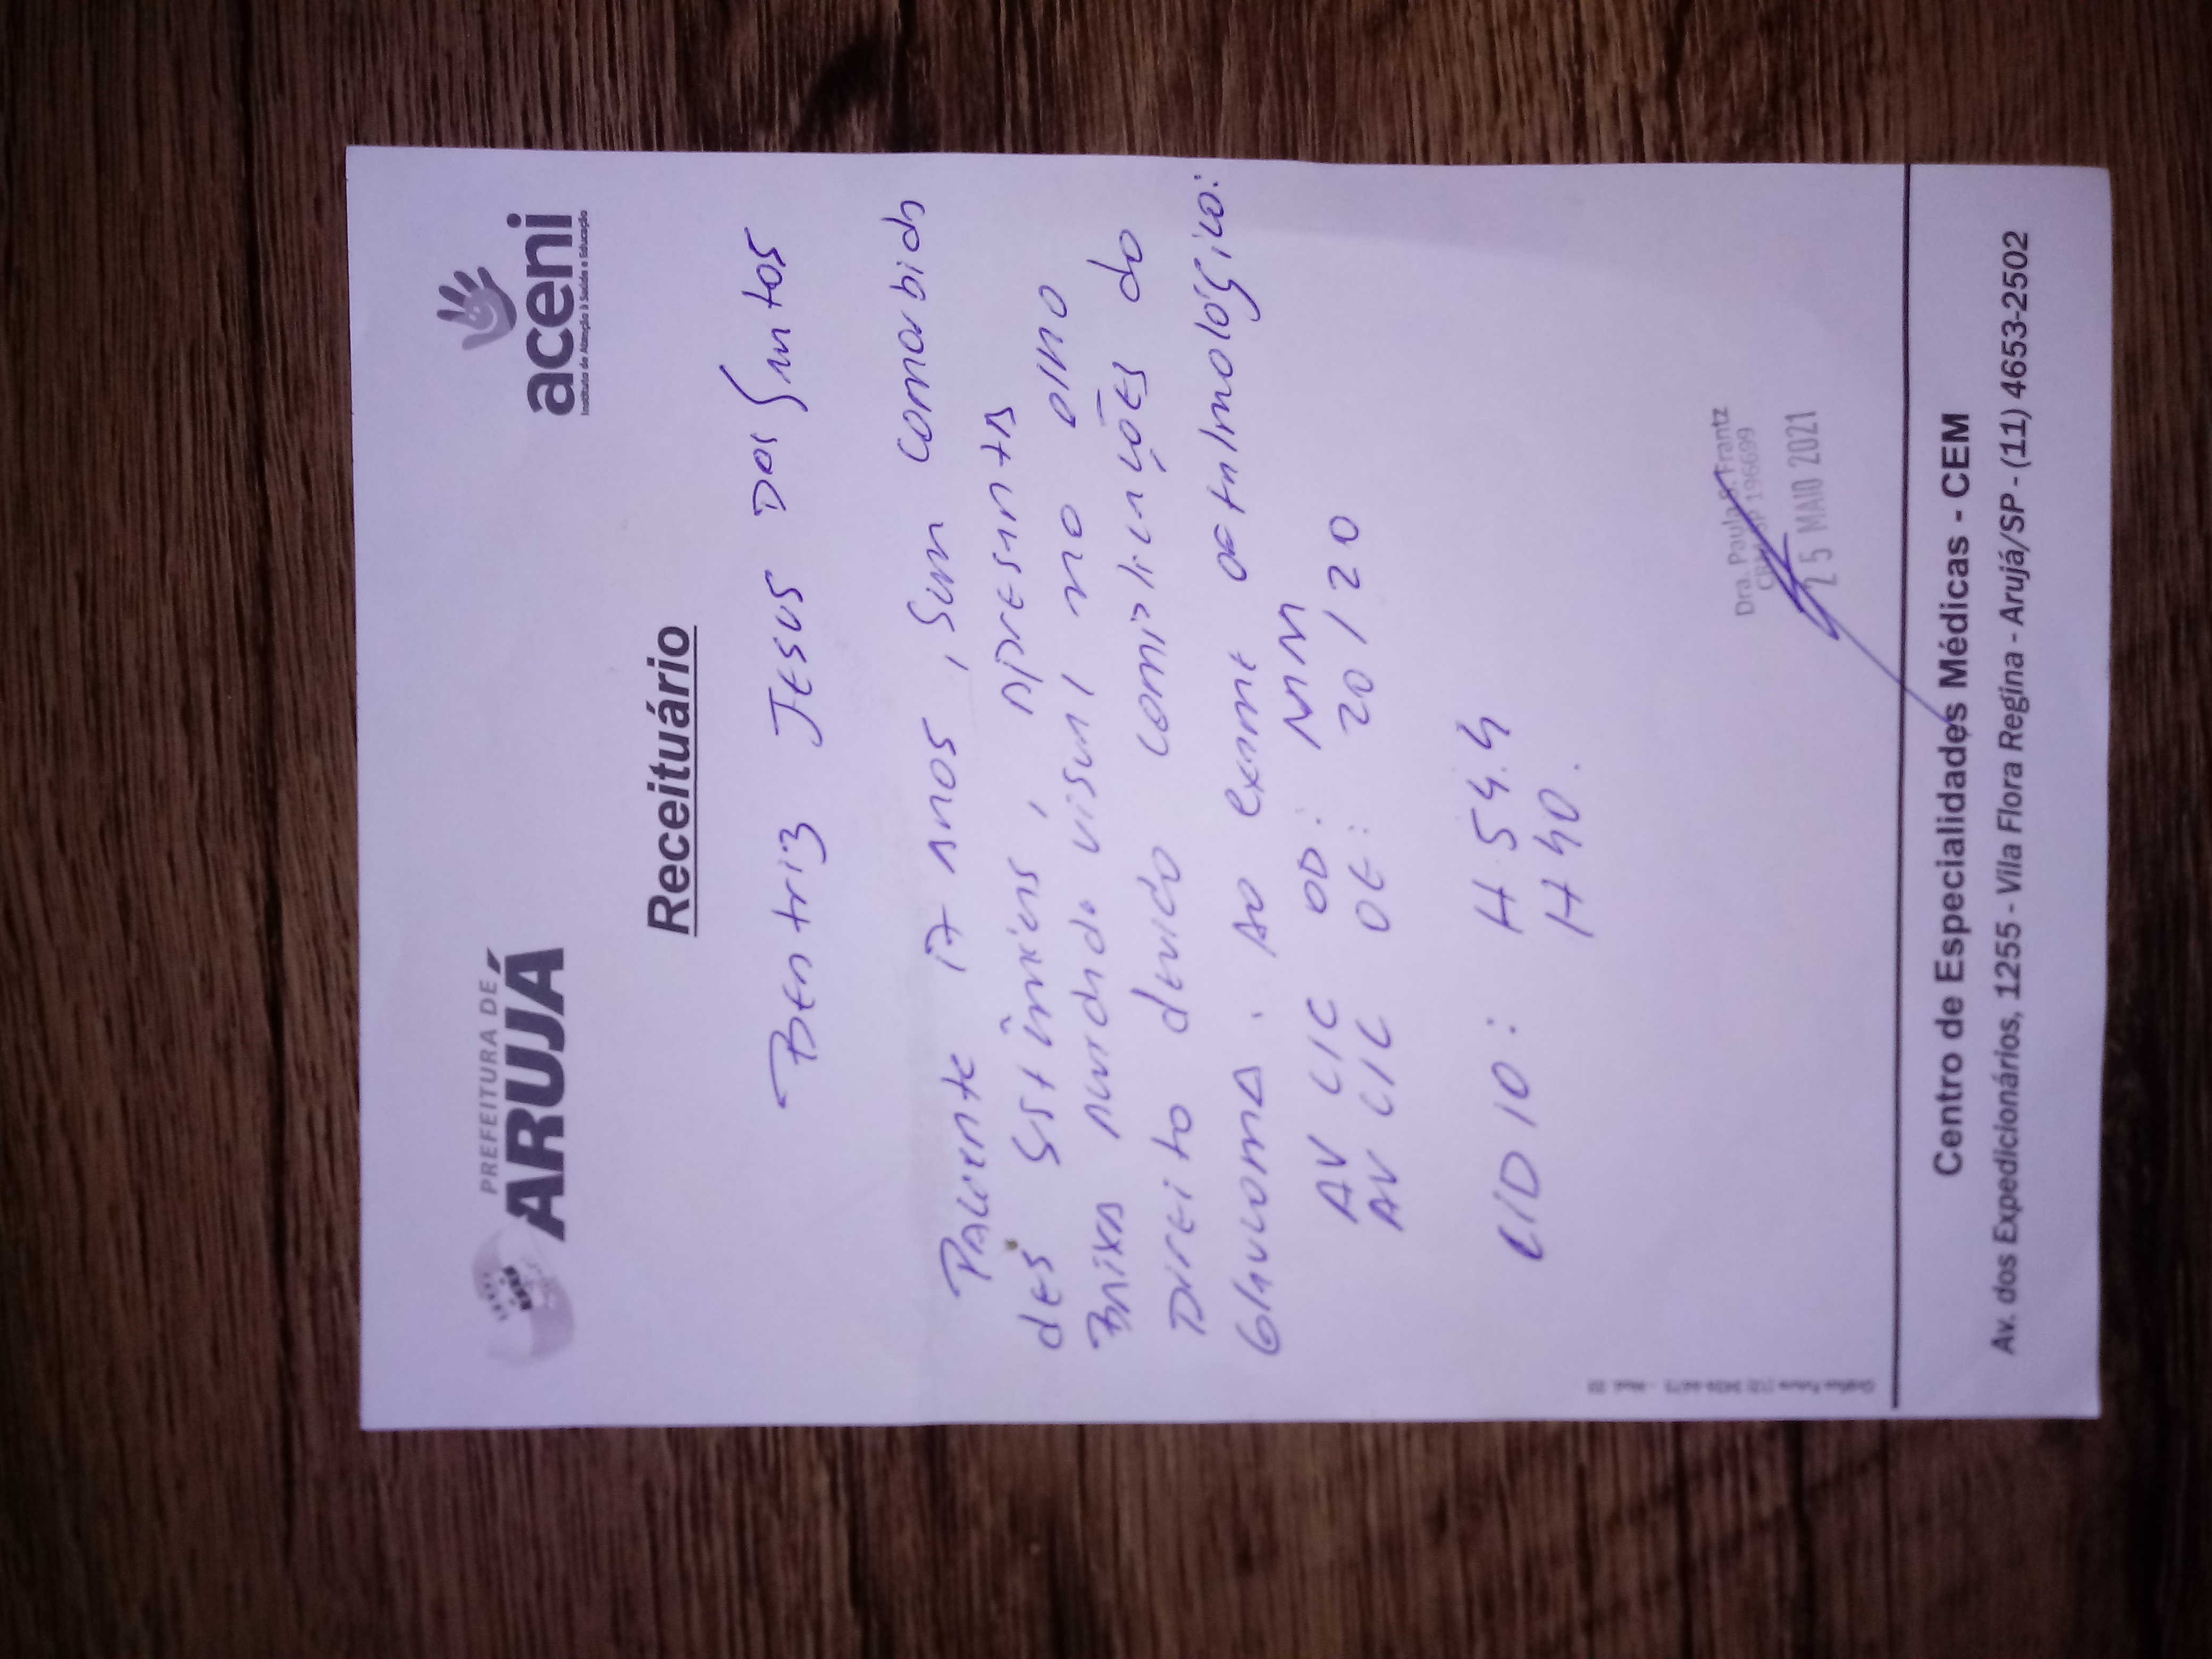 PREFEITURA DE
ARUJÁ
aceni
Instituto de Atenção à Saúde e Educação
Receituário
Beatriz Jesus dos Santos
Paciente 17 anos, sem comorbida
des sistêmicas, apresenta
Baixa acuidade visual no olho
Direito devido complicações do
Glaucoma. Ao exame oftalmológico:
AV C/C OD: MM
AV C/C OE: 20/20
CID 10: H 54.4
H 40.
Dra. Paula S. Frantz
CRM-SP 196699
25 MAIO 2021
Centro de Especialidades Médicas - CEM
Av. dos Expedicionários, 1255 - Vila Flora Regina - Arujá/SP - (11) 4653-2502